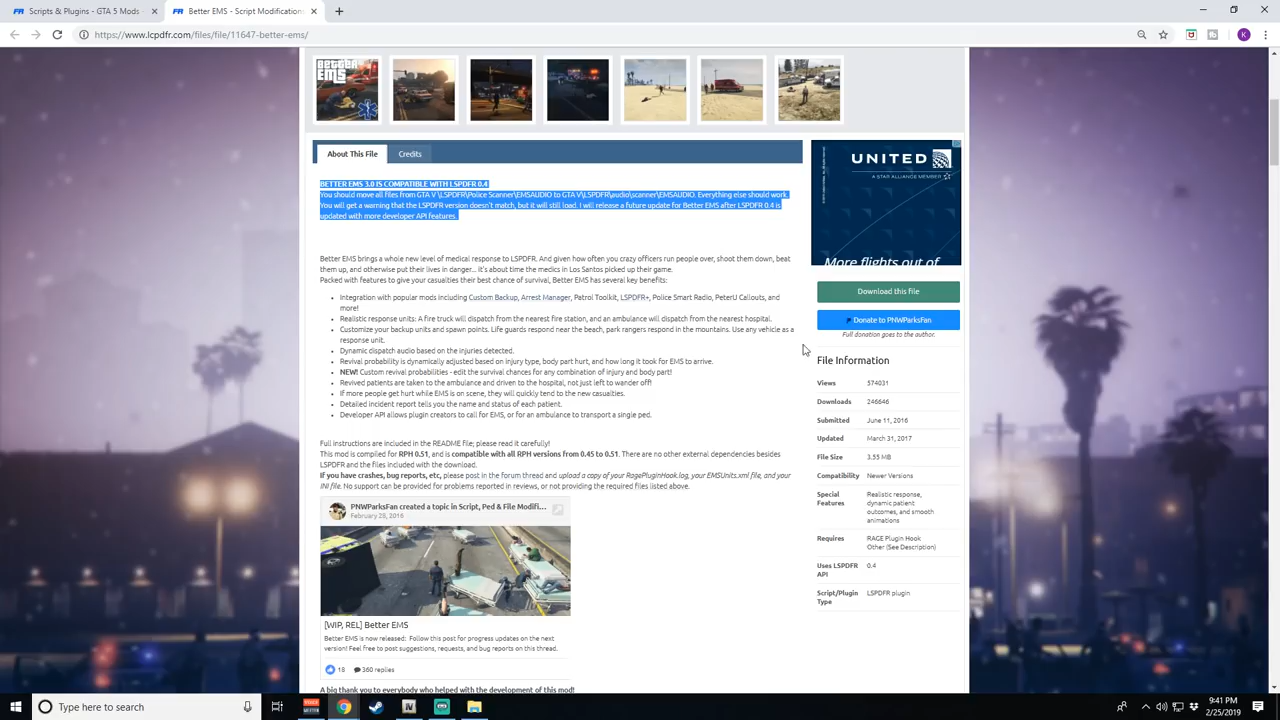 Scripts & Plugins - GTA 5 Mods
Better EMS - Script Modification
https://www.lcpdfr.com/files/file/11647-better-ems/
BETTER EMS
About This File
Credits
BETTER EMS 3.0 IS COMPATIBLE WITH LSPDFR 0.4
You should move all files from GTA V \LSPDFR\Police Scanner\EMSAUDIO to GTA V\LSPDFR\audio\scanner\EMSAUDIO. Everything else should work.
You will get a warning that the LSPDFR version doesn't match, but it will still load. I will release a future update for Better EMS after LSPDFR 0.4 is
updated with more developer API features.
Better EMS brings a whole new level of medical response to LSPDFR. And given how often you crazy officers run people over, shoot them down, beat
them up, and otherwise put their lives in danger... it's about time the medics in Los Santos picked up their game.
Packed with features to give your casualties their best chance of survival, Better EMS has several key benefits:
Integration with popular mods including Custom Backup, Arrest Manager, Patrol Toolkit, LSPDFR+, Police Smart Radio, PeterU Callouts, and
more!
Realistic response units: A fire truck will dispatch from the nearest fire station, and an ambulance will dispatch from the nearest hospital.
Customize your backup units and spawn points. Life guards respond near the beach, park rangers respond in the mountains. Use any vehicle as a
response unit.
Dynamic dispatch audio based on the injuries detected.
Revival probability is dynamically adjusted based on injury type, body part hurt, and how long it took for EMS to arrive.
NEW! Custom revival probabilities - edit the survival chances for any combination of injury and body part!
Revived patients are taken to the ambulance and driven to the hospital, not just left to wander off!
If more people get hurt while EMS is on scene, they will quickly tend to the new casualties.
Detailed incident report tells you the name and status of each patient.
Developer API allows plugin creators to call for EMS, or for an ambulance to transport a single ped.
Full instructions are included in the README file; please read it carefully!
This mod is compiled for RPH 0.51, and is compatible with all RPH versions from 0.45 to 0.51. There are no other external dependencies besides
LSPDFR and the files included with the download.
If you have crashes, bug reports, etc, please post in the forum thread and upload a copy of your RagePluginHook.log, your EMSUnits.xml file, and your
INI file. No support can be provided for problems reported in reviews, or not providing the required files listed above.
PNWParksFan created a topic in Script, Ped & File Modifi...
February 25, 2016
[WIP, REL] Better EMS
Better EMS is now released: Follow this post for progress updates on the next
version! Feel free to post suggestions, requests, and bug reports on this thread.
18
360 replies
A big thank you to everybody who helped with the development of this mod!
UNITED
A STAR ALLIANCE MEMBER
More flights out of
Download this file
Donate to PNWParksFan
Full donation goes to the author.
File Information
Views 574031
Downloads 246646
Submitted June 11, 2016
Updated March 31, 2017
File Size 3.55 MB
Compatibility Newer Versions
Special Features Realistic response, dynamic patient outcomes, and smooth animations
Requires RAGE Plugin Hook Other (See Description)
Uses LSPDFR API 0.4
Script/Plugin Type LSPDFR plugin
Type here to search
9:41 PM
2/25/2019